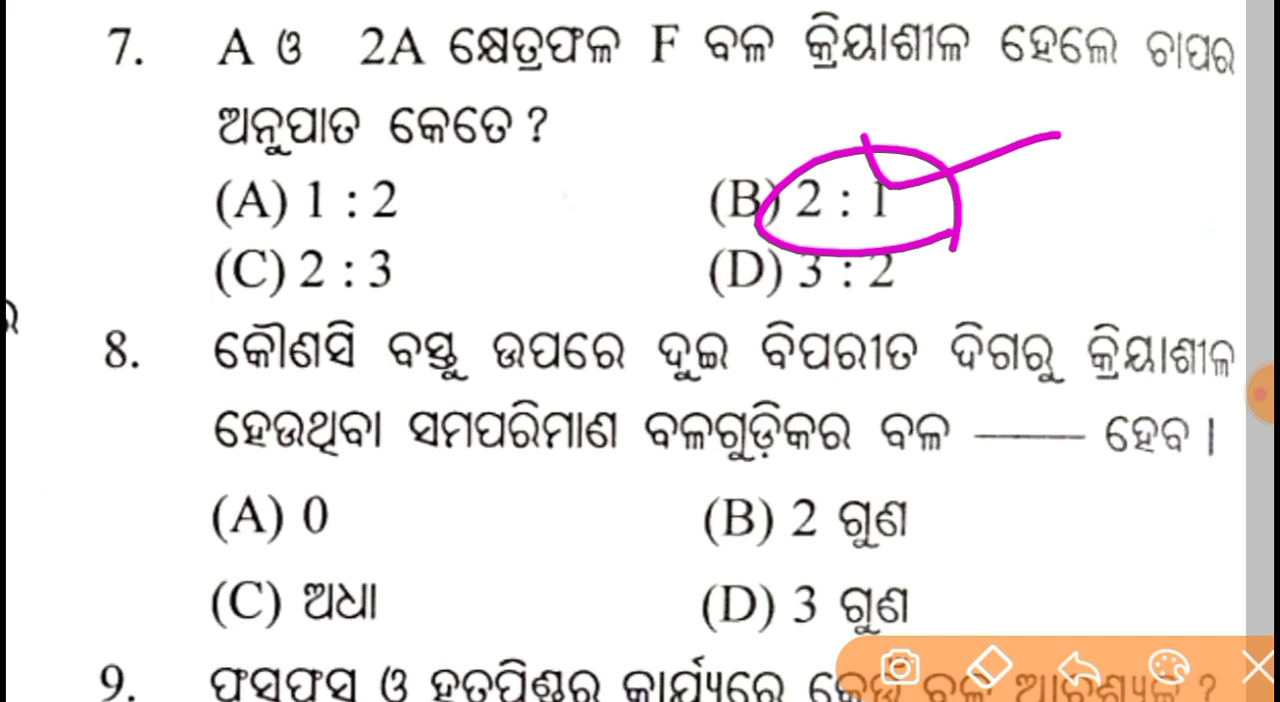 7. A ଓ 2A କ୍ଷେତ୍ରଫଳ F ବଳ କ୍ରିୟାଶୀଳ ହେଲେ ଚାପର
ଅନୁପାତ କେତେ ?
(A) 1 : 2 (B) 2 : 1
(C) 2 : 3 (D) 3 : 2
8. କୌଣସି ବସ୍ତୁ ଉପରେ ଦୁଇ ବିପରୀତ ଦିଗରୁ କ୍ରିୟାଶୀଳ
ହେଉଥିବା ସମପରିମାଣ ବଳଗୁଡ଼ିକର ବଳ —— ହେବ ।
(A) 0 (B) 2 ଗୁଣ
(C) ଅଧା (D) 3 ଗୁଣ
9. ଫସଫସ ଓ ହୃତପିଣ୍ଡର କାର୍ଯ୍ୟରେ